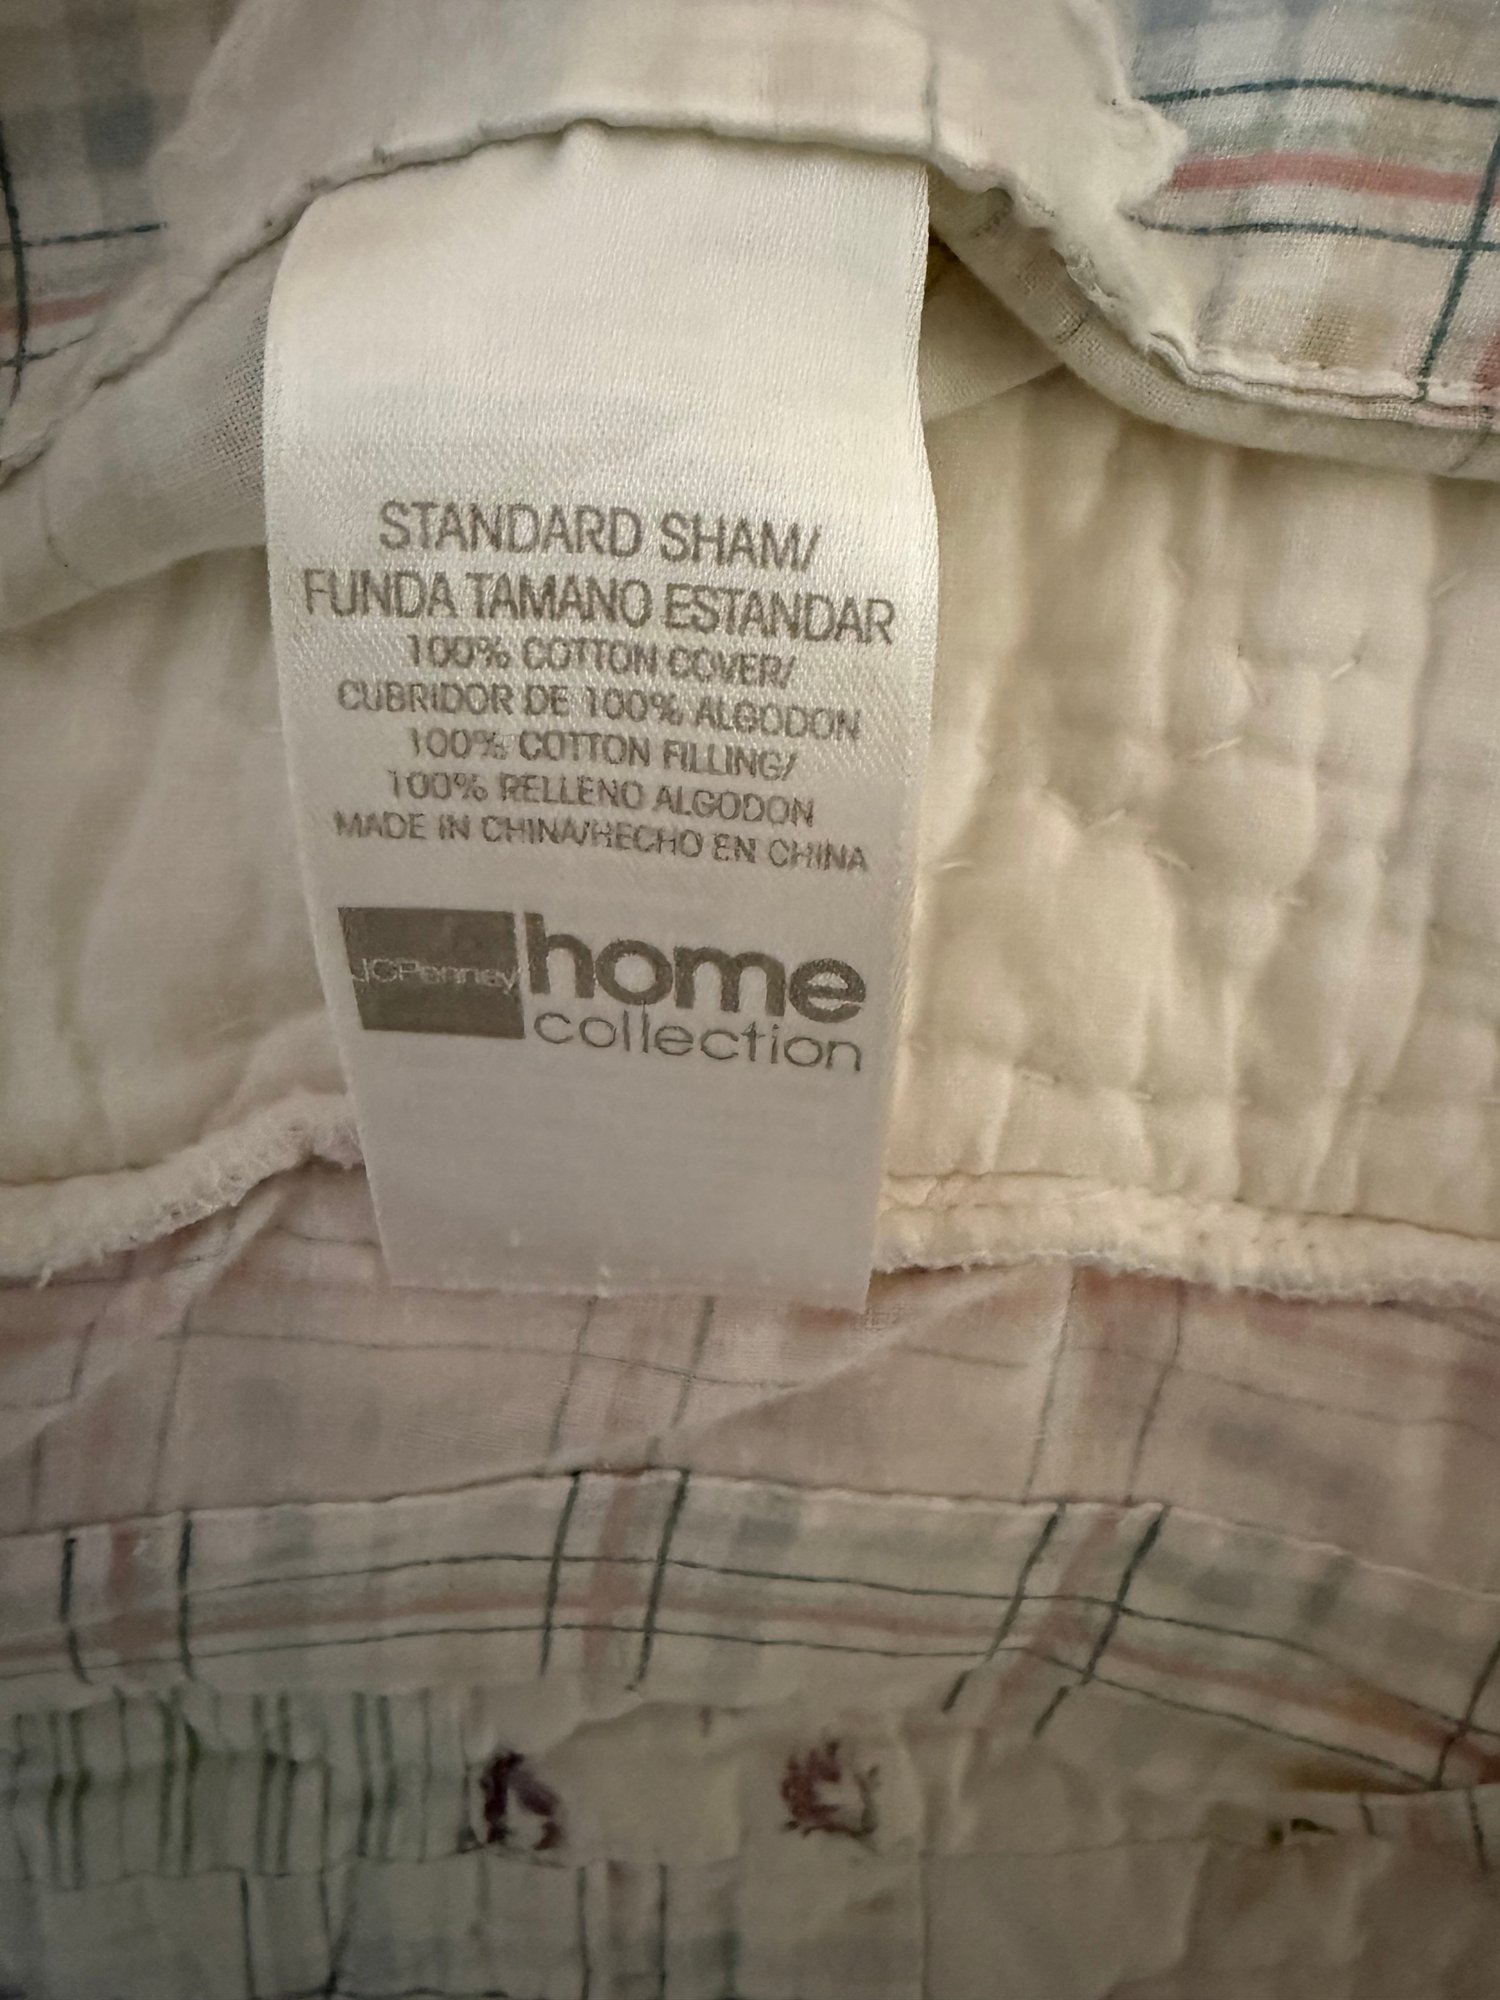 STANDARD SHAM/
FUNDA TAMANO ESTANDAR
100% COTTON COVER/
CUBRIDOR DE 100% ALGODON
100% COTTON FILLING/
100% RELLENO ALGODON
MADE IN CHINA/HECHO EN CHINA
JCPenney home
collection